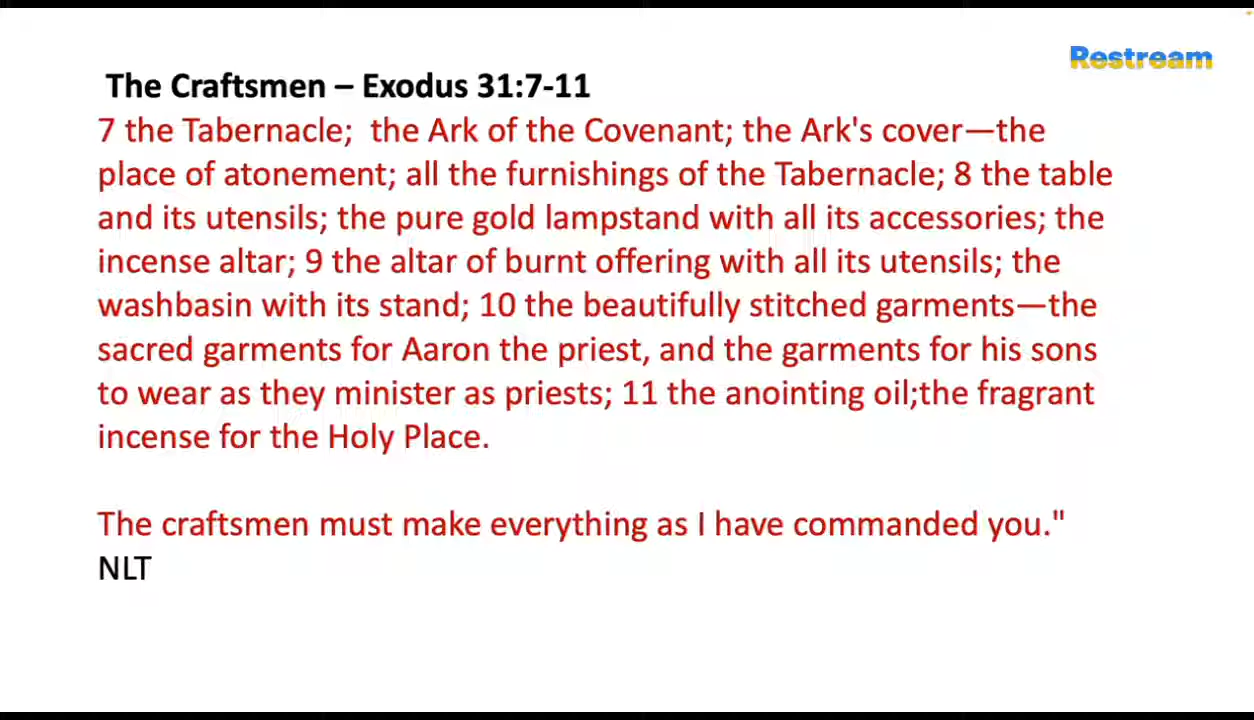 Restream
The Craftsmen – Exodus 31:7-11
7 the Tabernacle;  the Ark of the Covenant; the Ark's cover—the
place of atonement; all the furnishings of the Tabernacle; 8 the table
and its utensils; the pure gold lampstand with all its accessories; the
incense altar; 9 the altar of burnt offering with all its utensils; the
washbasin with its stand; 10 the beautifully stitched garments—the
sacred garments for Aaron the priest, and the garments for his sons
to wear as they minister as priests; 11 the anointing oil;the fragrant
incense for the Holy Place.
The craftsmen must make everything as I have commanded you."
NLT